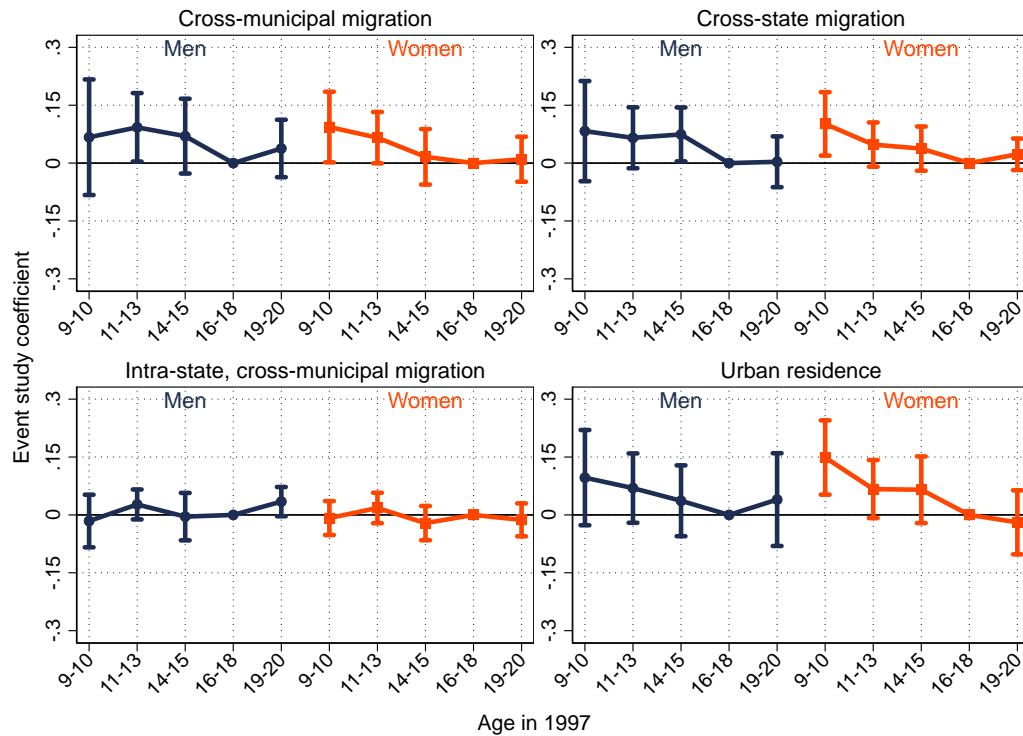 Cross-municipal migration
Men Women
.3
.15
0
-.15
-.3
9-10 11-13 14-15 16-18 19-20 9-10 11-13 14-15 16-18 19-20
Cross-state migration
Men Women
.3
.15
0
-.15
-.3
9-10 11-13 14-15 16-18 19-20 9-10 11-13 14-15 16-18 19-20
Event study coefficient
Intra-state, cross-municipal migration
Men Women
.3
.15
0
-.15
-.3
9-10 11-13 14-15 16-18 19-20 9-10 11-13 14-15 16-18 19-20
Urban residence
Men Women
.3
.15
0
-.15
-.3
9-10 11-13 14-15 16-18 19-20 9-10 11-13 14-15 16-18 19-20
Age in 1997